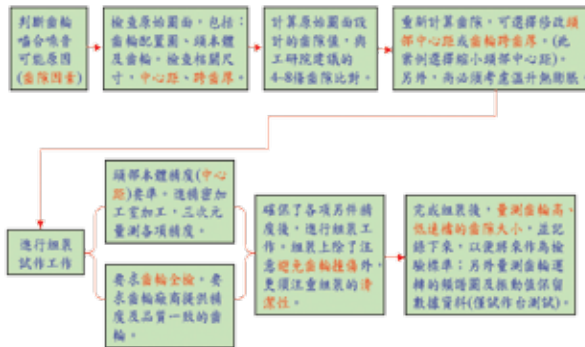 判斷齒輪
嚙合噪音
可能原因
(齒隙因素)
檢查原始圖面，包括：
齒輪配置圖、頭本體
及齒輪。檢查相關尺
寸，中心距、跨齒厚。
計算原始圖面設
計的齒隙值，與
工研院建議的
4-8條齒隙比對。
重新計算齒隙，可選擇修改頭
部中心距或齒輪跨齒厚。(此
案例選擇縮小頭部中心距)。
另外，尚必須考慮溫升熱膨脹。
進行組裝
試作工作
頭部本體精度(中心
距)要準。進精密加
工室加工，三次元
量測各項精度。
要求齒輪全檢。要
求齒輪廠商提供精
度及品質一致的齒
輪。
確保了各項另件精
度後，進行組裝工
作。組裝上除了注
意避免齒輪撞傷外，
更須注重組裝的清
潔性。
完成組裝後，量測齒輪高、
低速檔的齒隙大小，並記
錄下來，以便將來作為檢
驗標準；另外量測齒輪運
轉的頻譜圖及振動值保留
數據資料(僅試作台測試)。